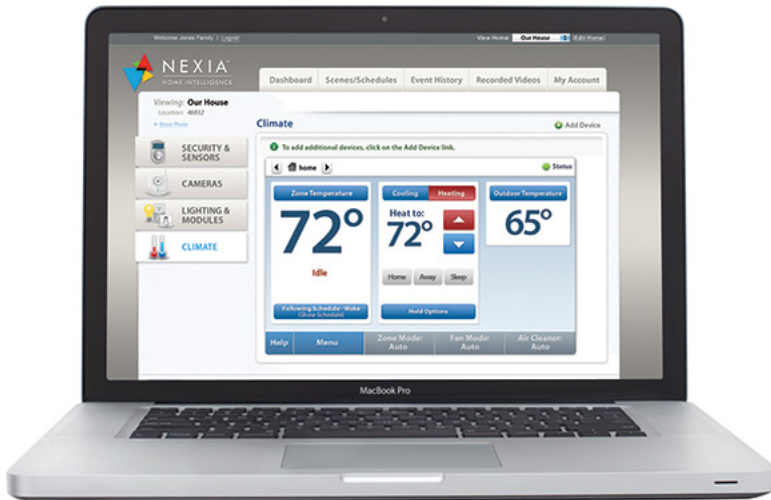 Welcome Jones Family | Logout
View Home: Our House (Edit Home)
NEXIA™
HOME INTELLIGENCE
Dashboard
Scenes/Schedules
Event History
Recorded Videos
My Account
Viewing: Our House
Location: 46032
Show Photo
SECURITY &
SENSORS
CAMERAS
LIGHTING &
MODULES
CLIMATE
Climate
Add Device
To add additional devices, click on the Add Device link.
home
Status
Zone Temperature
72°
Idle
Following Schedule - Wake
(Show Schedule)
Cooling
Heating
Heat to:
72°
Home
Away
Sleep
Hold Options
Outdoor Temperature
65°
Help
Menu
Zone Mode:
Auto
Fan Mode:
Auto
Air Cleaner:
Auto
MacBook Pro